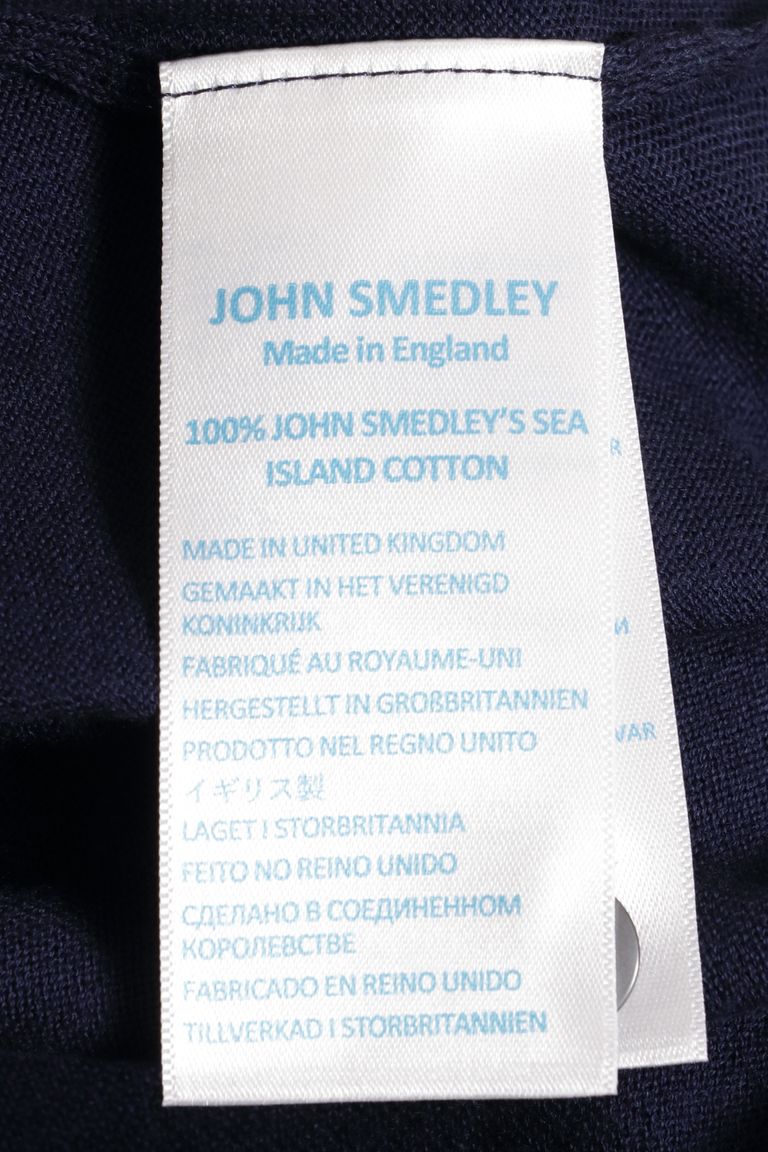 JOHN SMEDLEY
Made in England
100% JOHN SMEDLEY'S SEA
ISLAND COTTON
MADE IN UNITED KINGDOM
GEMAAKT IN HET VERENIGD
KONINKRIJK
FABRIQUÉ AU ROYAUME-UNI
HERGESTELLT IN GROßBRITANNIEN
PRODOTTO NEL REGNO UNITO
イギリス製
LAGET I STORBRITANNIA
FEITO NO REINO UNIDO
СДЕЛАНО В СОЕДИНЕННОМ
КОРОЛЕВСТВЕ
FABRICADO EN REINO UNIDO
TILLVERKAD I STORBRITANNIEN